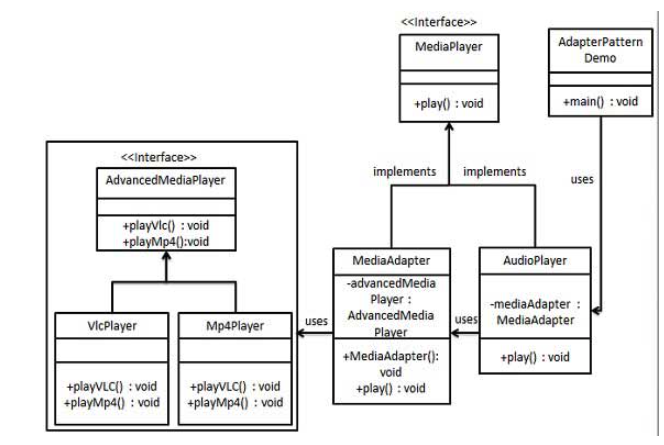 <<Interface>>
MediaPlayer
+play() : void
AdapterPattern
Demo
+main() : void
implements
implements
uses
<<Interface>>
AdvancedMediaPlayer
+playVlc() : void
+playMp4():void
VlcPlayer
+playVLC() : void
+playMp4() : void
Mp4Player
+playVLC() : void
+playMp4() : void
uses
MediaAdapter
-advancedMedia
Player :
AdvancedMedia
Player
+MediaAdapter():
void
+play() : void
uses
AudioPlayer
-mediaAdapter :
MediaAdapter
+play() : void